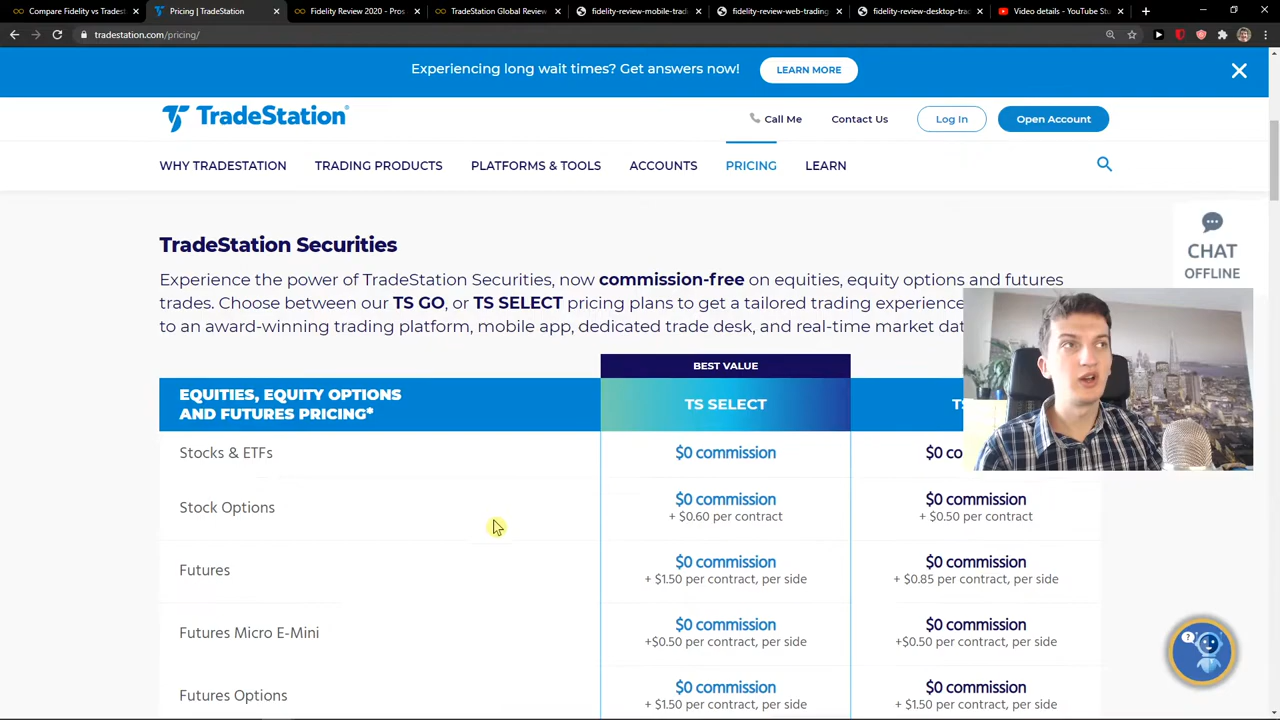 Compare Fidelity vs Tradest
Pricing | TradeStation
Fidelity Review 2020 - Pros
TradeStation Global Review
fidelity-review-mobile-tradi
fidelity-review-web-trading
fidelity-review-desktop-trad
Video details - YouTube Stu
tradestation.com/pricing/
Experiencing long wait times? Get answers now!
LEARN MORE
TradeStation
Call Me
Contact Us
Log In
Open Account
WHY TRADESTATION
TRADING PRODUCTS
PLATFORMS & TOOLS
ACCOUNTS
PRICING
LEARN
CHAT
OFFLINE
TradeStation Securities
Experience the power of TradeStation Securities, now commission-free on equities, equity options and futures
trades. Choose between our TS GO, or TS SELECT pricing plans to get a tailored trading experience
to an award-winning trading platform, mobile app, dedicated trade desk, and real-time market dat
BEST VALUE
EQUITIES, EQUITY OPTIONS
AND FUTURES PRICING*
TS SELECT
Stocks & ETFs
$0 commission
$0 co
Stock Options
$0 commission
+ $0.60 per contract
$0 commission
+ $0.50 per contract
Futures
$0 commission
+ $1.50 per contract, per side
$0 commission
+ $0.85 per contract, per side
Futures Micro E-Mini
$0 commission
+$0.50 per contract, per side
$0 commission
+$0.50 per contract, per side
Futures Options
$0 commission
+ $1.50 per contract, per side
$0 commission
+ $1.50 per contract, per side